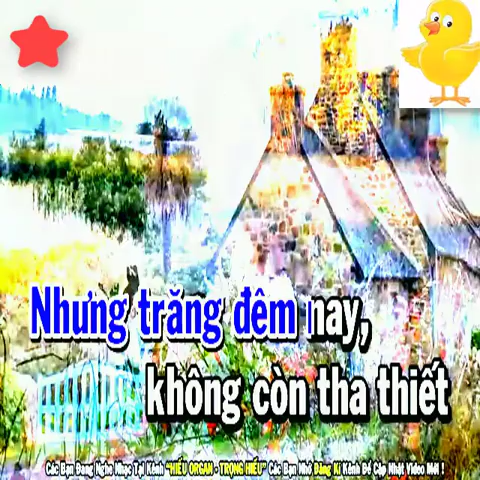 Nhưng trăng đêm nay,
không còn tha thiết
Các Bạn Đang Nghe Nhạc Tại Kênh "HIẾU ORGAN - TRỌNG HIẾU" Các Bạn Nhớ Đăng Kí Kênh Để Cập Nhật Video Mới !